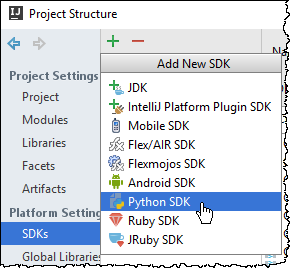 IJ Project Structure
Add New SDK
Project Settings
Project
Modules
Libraries
Facets
Artifacts
Platform Setting
SDKs
Global Libraries
JDK
IntelliJ Platform Plugin SDK
Mobile SDK
Flex/AIR SDK
Flexmojos SDK
Android SDK
Python SDK
Ruby SDK
JRuby SDK